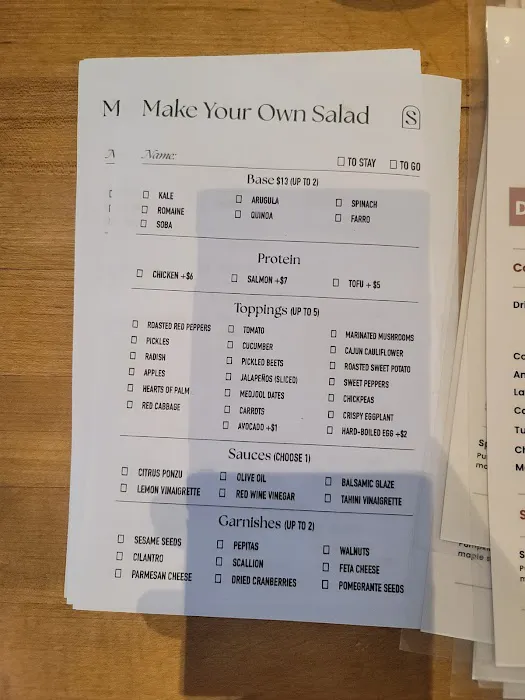 M Make Your Own Salad S
Name: TO STAY TO GO
Base $13 (UP TO 2)
KALE ARUGULA SPINACH
ROMAINE QUINOA FARRO
SOBA
Protein
CHICKEN +$6 SALMON +$7 TOFU + $5
Toppings (UP TO 5)
ROASTED RED PEPPERS TOMATO MARINATED MUSHROOMS
PICKLES CUCUMBER CAJUN CAULIFLOWER
RADISH PICKLED BEETS ROASTED SWEET POTATO
APPLES JALAPEÑOS (SLICED) SWEET PEPPERS
HEARTS OF PALM MEDJOOL DATES CHICKPEAS
RED CABBAGE CARROTS CRISPY EGGPLANT
AVOCADO +$1 HARD-BOILED EGG +$2
Sauces (CHOOSE 1)
CITRUS PONZU OLIVE OIL BALSAMIC GLAZE
LEMON VINAIGRETTE RED WINE VINEGAR TAHINI VINAIGRETTE
Garnishes (UP TO 2)
SESAME SEEDS PEPITAS WALNUTS
CILANTRO SCALLION FETA CHEESE
PARMESAN CHEESE DRIED CRANBERRIES POMEGRANTE SEEDS